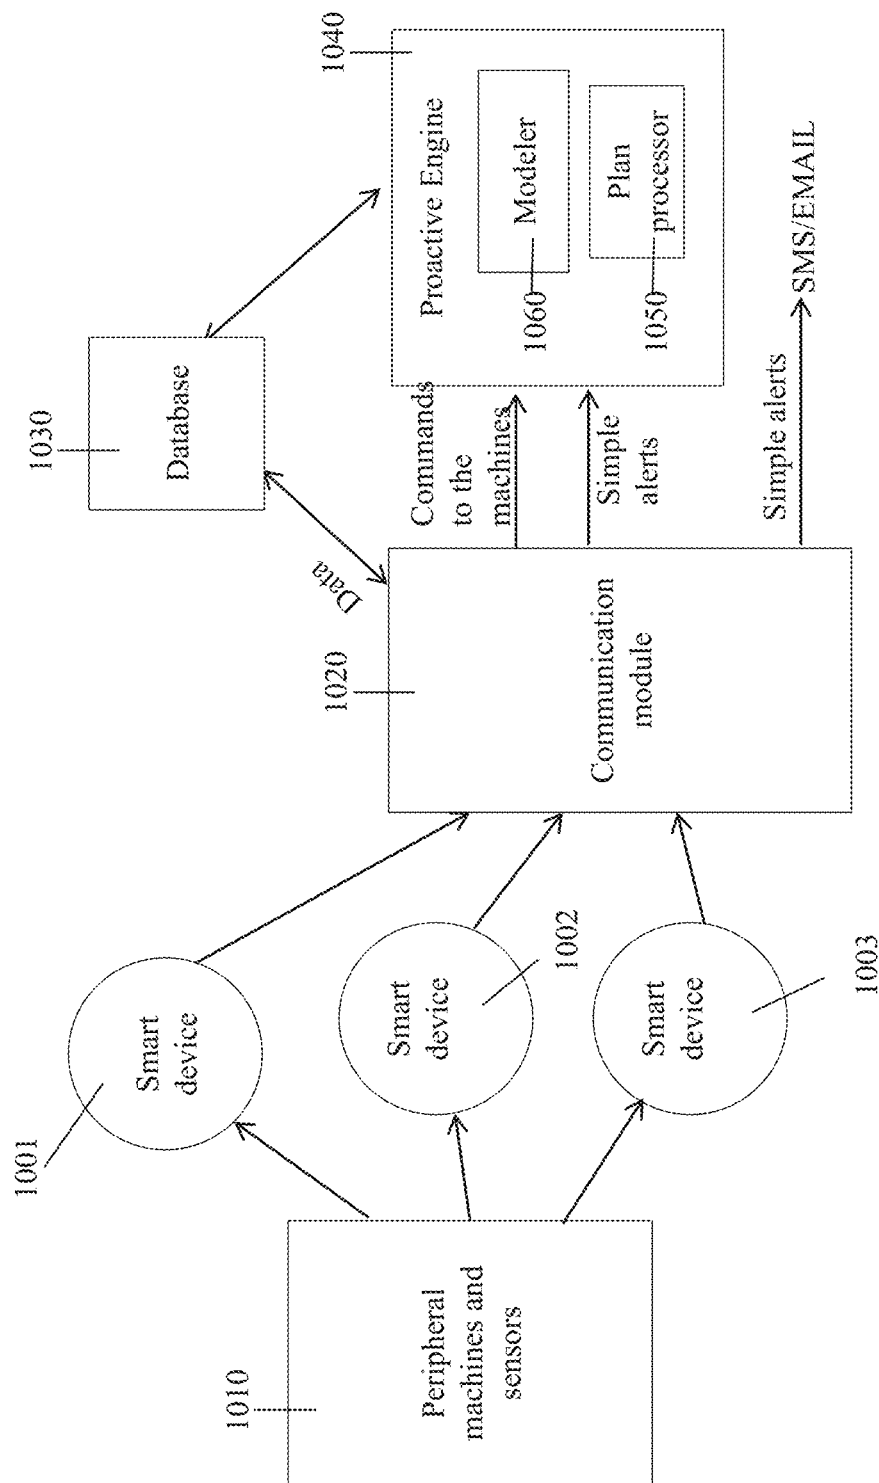 1010
Peripheral
machines and
sensors
1001
Smart
device
Smart
device
1002
Smart
device
1003
1020
Communication
module
Data
1030
Database
Commands
to the
machines
Simple
alerts
Simple alerts
SMS/EMAIL
1040
Proactive Engine
Modeler
1060
Plan
processor
1050